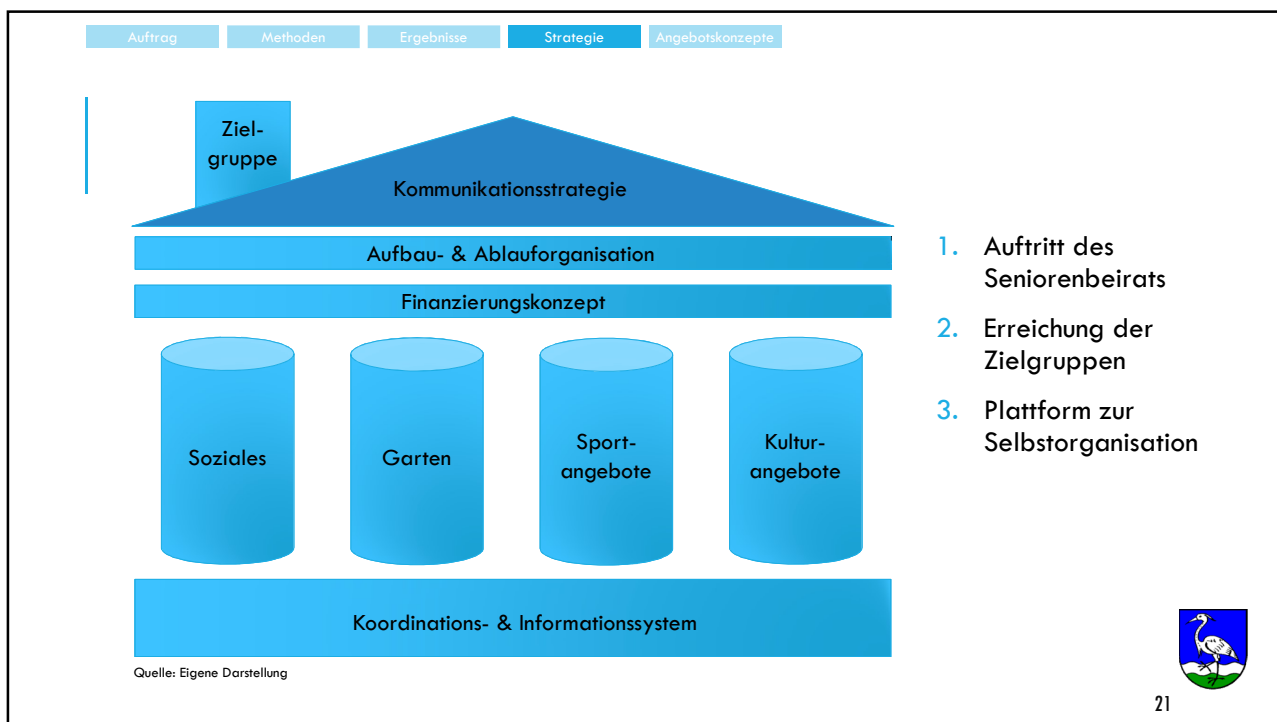 Auftrag
Methoden
Ergebnisse
Strategie
Angebotskonzepte
Ziel-
gruppe
Kommunikationsstrategie
Aufbau- & Ablauforganisation
Finanzierungskonzept
Soziales
Garten
Sport-
angebote
Kultur-
angebote
Koordinations- & Informationssystem
Quelle: Eigene Darstellung
1. Auftritt des
Seniorenbeirats
2. Erreichung der
Zielgruppen
3. Plattform zur
Selbstorganisation
21